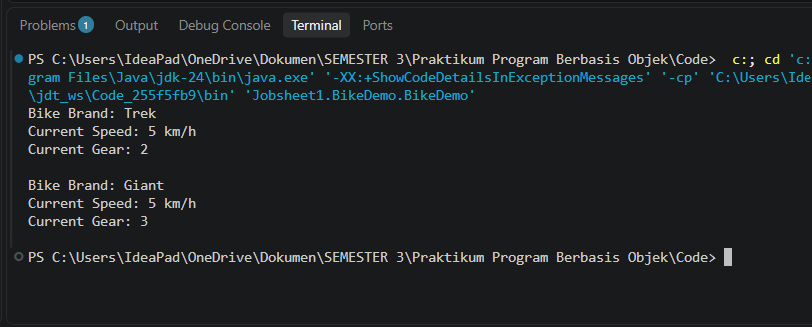 Problems 1 Output Debug Console Terminal Ports
PS C:\Users\IdeaPad\OneDrive\Dokumen\SEMESTER 3\Praktikum Program Berbasis Objek\Code>  c:; cd 'c:
gram Files\Java\jdk-24\bin\java.exe' '-XX:+ShowCodeDetailsInExceptionMessages' '-cp' 'C:\Users\Ide
\jdt_ws\Code_255f5fb9\bin' 'Jobsheet1.BikeDemo.BikeDemo'
Bike Brand: Trek
Current Speed: 5 km/h
Current Gear: 2
Bike Brand: Giant
Current Speed: 5 km/h
Current Gear: 3
PS C:\Users\IdeaPad\OneDrive\Dokumen\SEMESTER 3\Praktikum Program Berbasis Objek\Code>